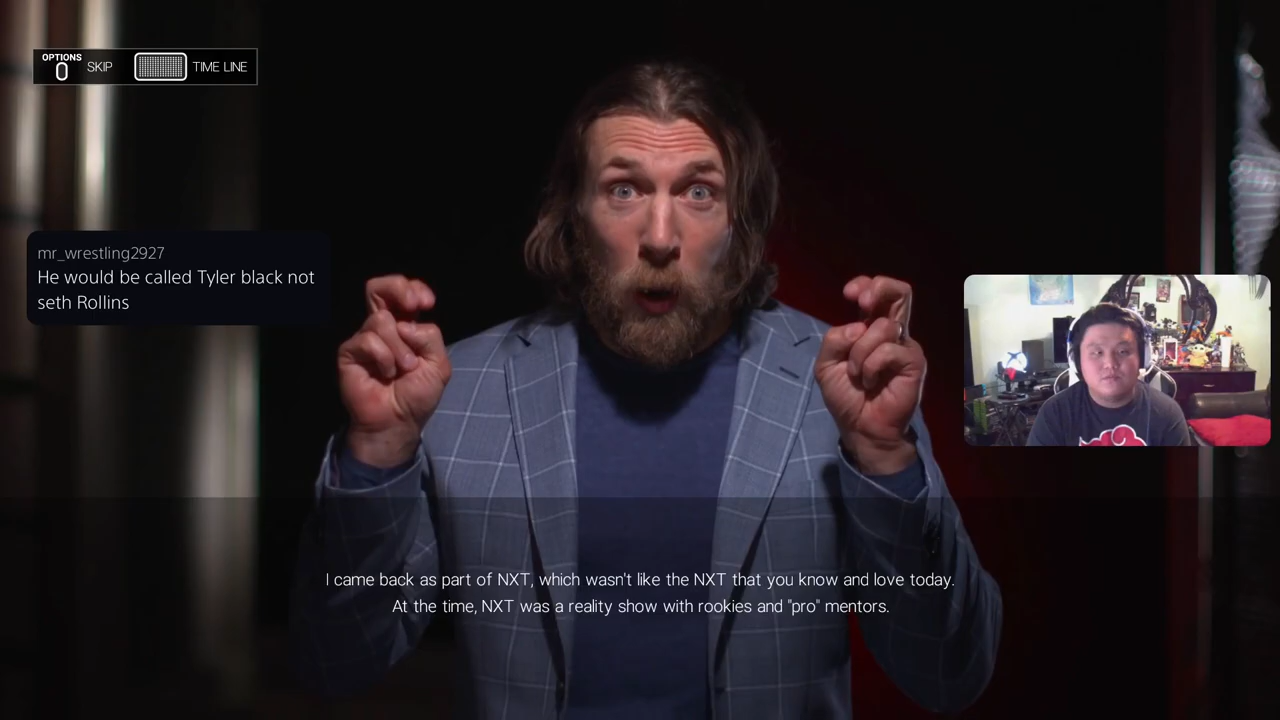 OPTIONS
SKIP
TIME LINE
mr_wrestling2927
He would be called Tyler black not
seth Rollins
I came back as part of NXT, which wasn't like the NXT that you know and love today.
At the time, NXT was a reality show with rookies and "pro" mentors.